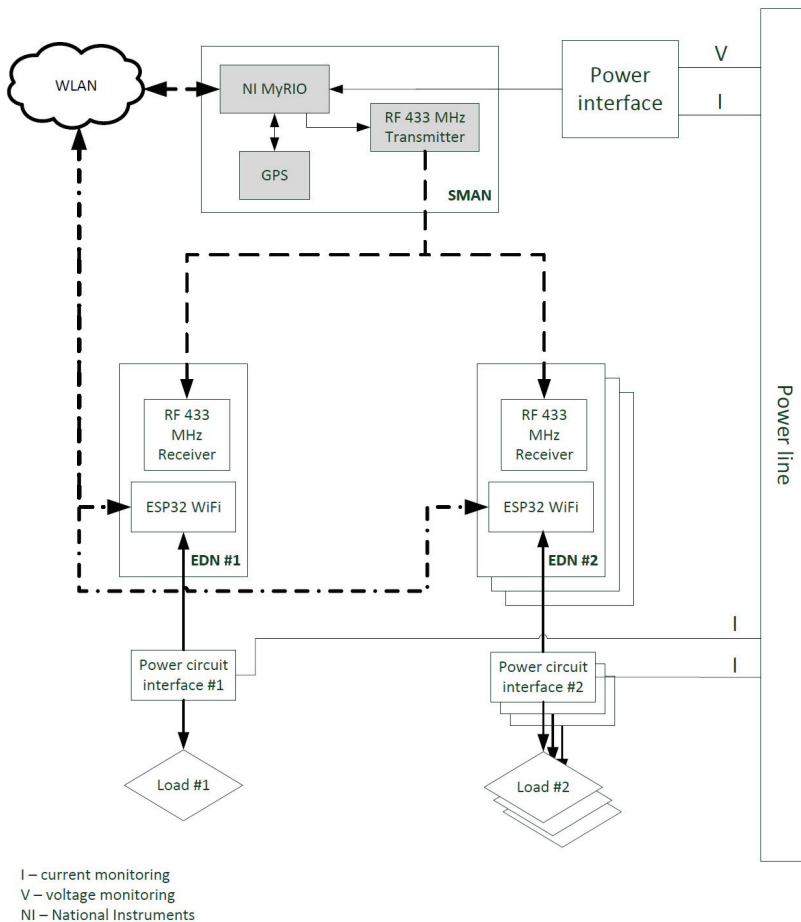 WLAN
NI MyRIO
RF 433 MHz
Transmitter
GPS
SMAN
Power
interface
V
I
Power line
RF 433
MHz
Receiver
ESP32 WiFi
EDN #1
RF 433
MHz
Receiver
ESP32 WiFi
EDN #2
I
I
Power circuit
interface #1
Power circuit
interface #2
Load #1
Load #2
I – current monitoring
V – voltage monitoring
NI – National Instruments